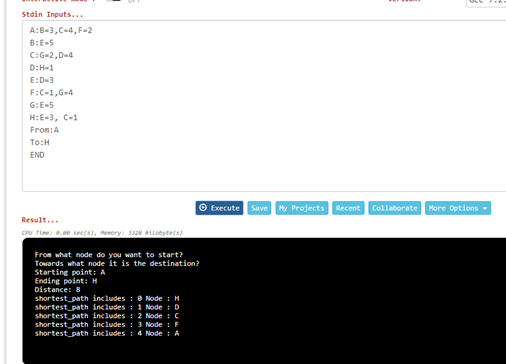 OFF
Stdin Inputs...
A:B=3,C=4,F=2
B:E=5
C:G=2,D=4
D:H=1
E:D=3
F:C=1,G=4
G:E=5
H:E=3, C=1
From:A
To:H
END
Execute Save My Projects Recent Collaborate More Options
Result...
CPU Time: 0.00 sec(s), Memory: 3328 kilobyte(s)
From what node do you want to start?
Towards what node it is the destination?
Starting point: A
Ending point: H
Distance: 8
shortest_path includes : 0 Node : H
shortest_path includes : 1 Node : D
shortest_path includes : 2 Node : C
shortest_path includes : 3 Node : F
shortest_path includes : 4 Node : A